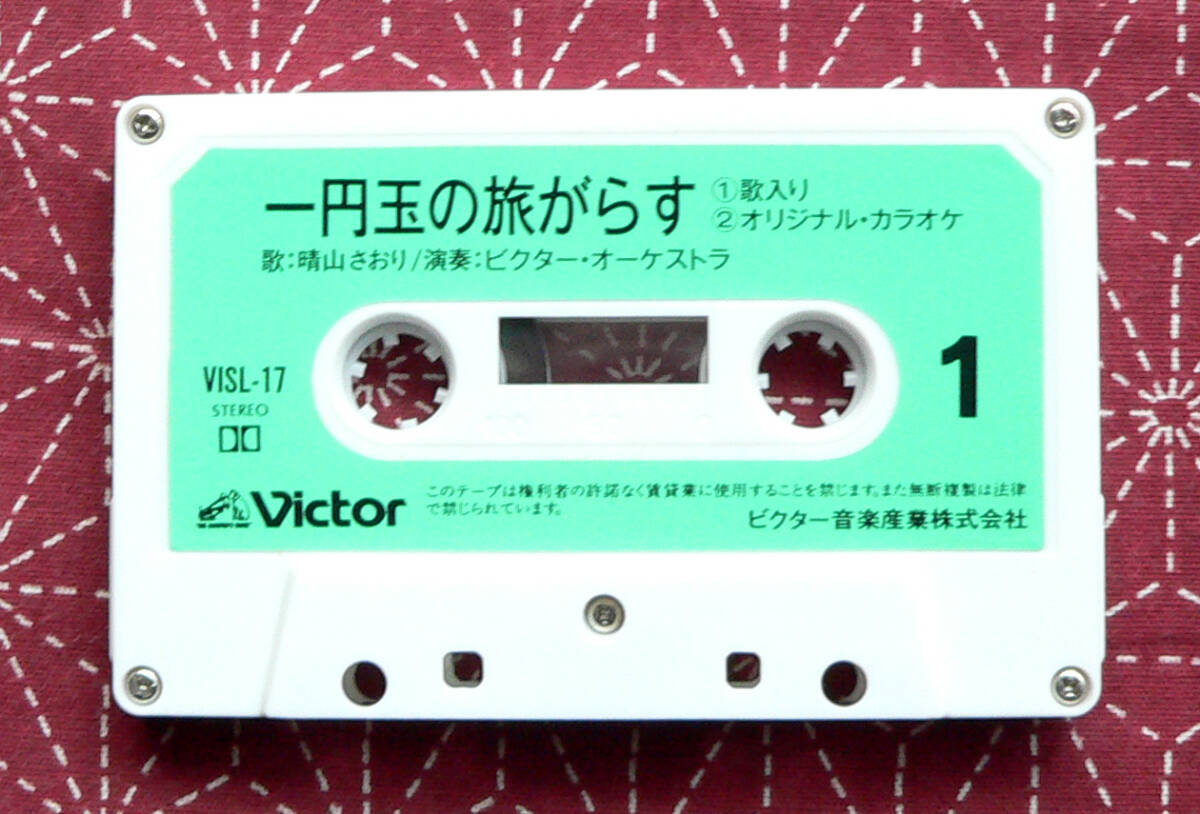 一円玉の旅がらす
①歌入り
②オリジナル・カラオケ
歌:晴山さおり/演奏:ビクター・オーケストラ
VISL-17
STEREO
1
Victor
このテープは権利者の許諾なく賃貸業に使用することを禁じます。また無断複製は法律
で禁じられています。
ビクター音楽産業株式会社